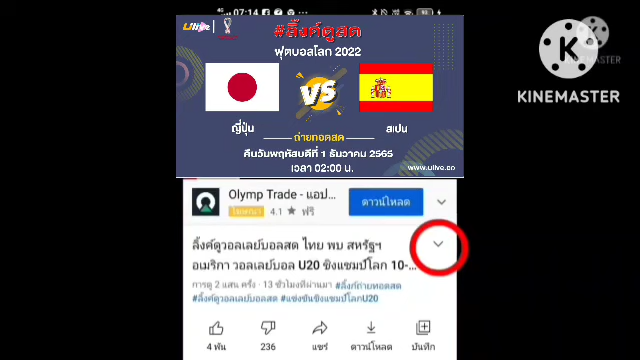 07:14
95
Ulive
#ลิ้งค์ดูสด
ฟุตบอลโลก 2022
VS
ญี่ปุ่น
สเปน
ถ่ายทอดสด
คืนวันพฤหัสบดีที่ 1 ธันวาคม 2565
เวลา 02:00 น.
www.ulive.co
KINEMASTER
Olymp Trade - แอป...
4.1 ★ ฟรี
ดาวน์โหลด
ลิ้งค์ดูวอลเลย์บอลสด ไทย พบ สหรัฐฯ
อเมริกา วอลเลย์บอล U20 ชิงแชมป์โลก 10-...
การดู 2 แสน ครั้ง · 13 ชั่วโมงที่ผ่านมา #ลิ้งก์ถ่ายทอดสด
#ลิ้งค์ดูวอลเลย์บอลสด #แข่งขันชิงแชมป์โลกU20
4 พัน
236
แชร์
ดาวน์โหลด
บันทึก